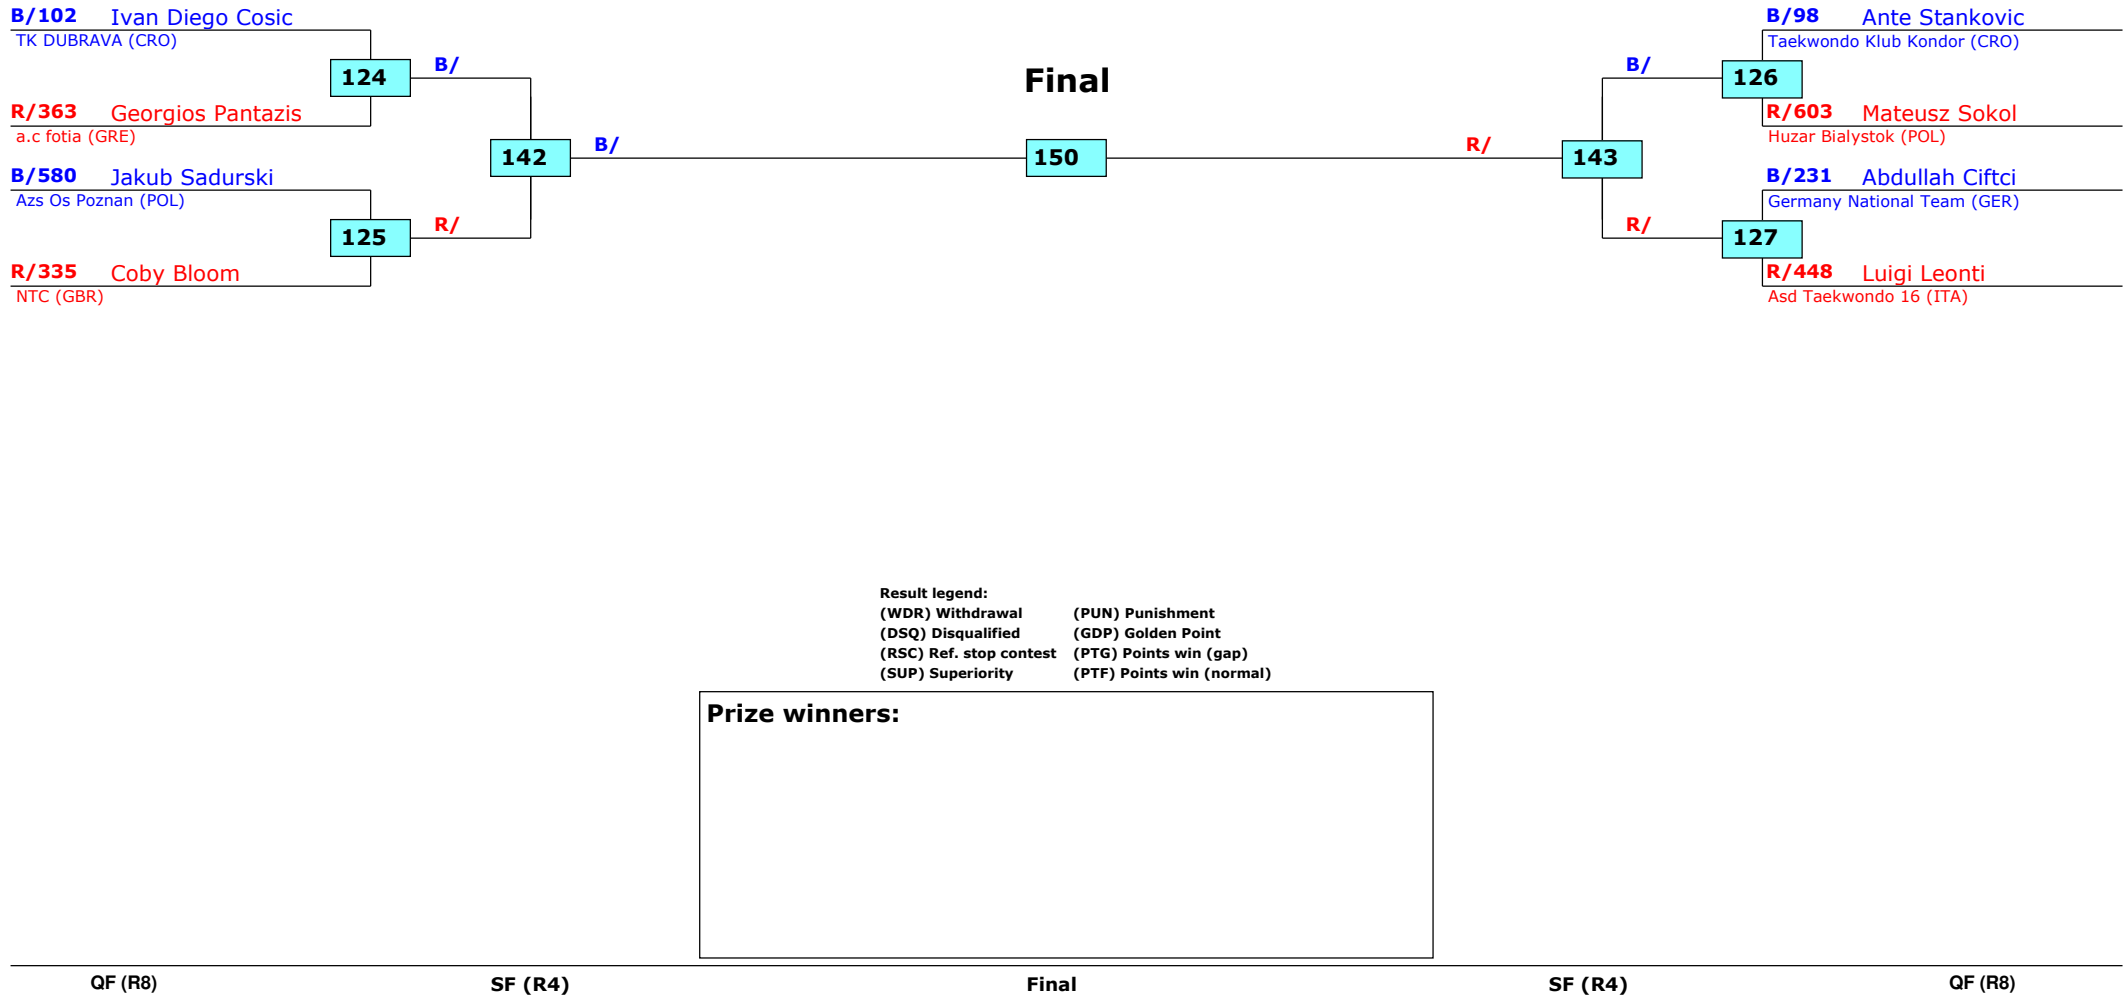 B/102 Ivan Diego Cosic
TK DUBRAVA (CRO)
124
B/
R/363 Georgios Pantazis
a.c fotia (GRE)
142
B/
B/580 Jakub Sadurski
Azs Os Poznan (POL)
125
R/
R/335 Coby Bloom
NTC (GBR)
Final
150
B/98 Ante Stankovic
Taekwondo Klub Kondor (CRO)
B/
126
R/603 Mateusz Sokol
Huzar Bialystok (POL)
R/
143
B/231 Abdullah Ciftci
Germany National Team (GER)
R/
127
R/448 Luigi Leonti
Asd Taekwondo 16 (ITA)
Result legend:
(WDR) Withdrawal (PUN) Punishment
(DSQ) Disqualified (GDP) Golden Point
(RSC) Ref. stop contest (PTG) Points win (gap)
(SUP) Superiority (PTF) Points win (normal)
Prize winners:
QF (R8) SF (R4) Final SF (R4) QF (R8)